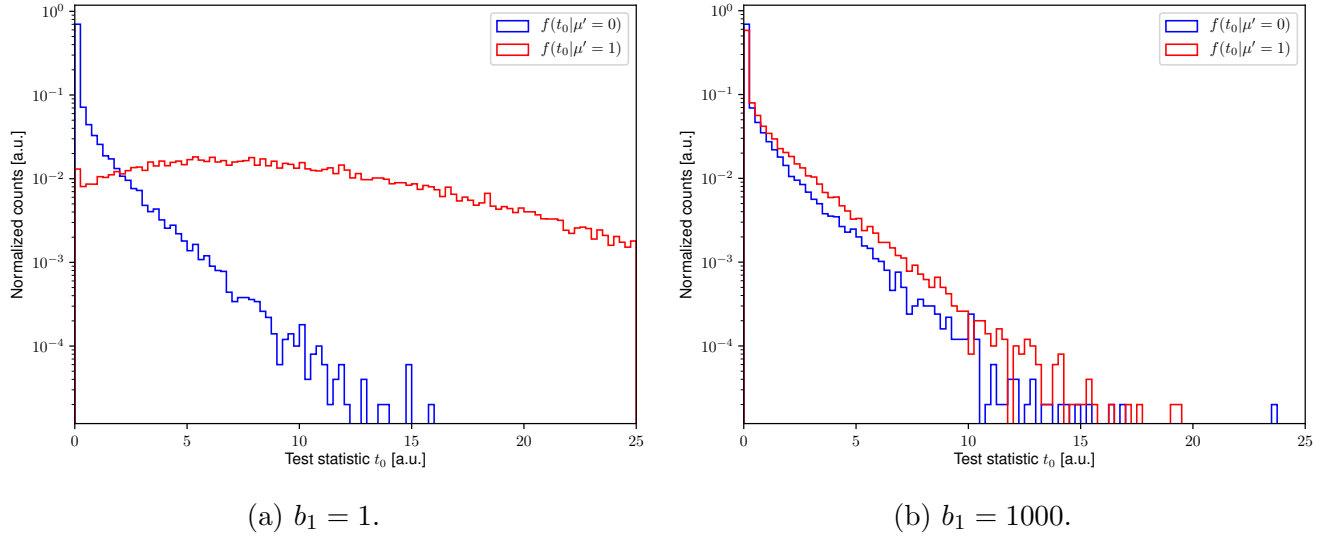 10^0
10^{-1}
10^{-2}
10^{-3}
10^{-4}
Normalized counts [a.u.]
f(t_0|μ′ = 0)
f(t_0|μ′ = 1)
0 5 10 15 20 25
Test statistic t_0 [a.u.]
(a) b_1 = 1.
10^0
10^{-1}
10^{-2}
10^{-3}
10^{-4}
Normalized counts [a.u.]
f(t_0|μ′ = 0)
f(t_0|μ′ = 1)
0 5 10 15 20 25
Test statistic t_0 [a.u.]
(b) b_1 = 1000.